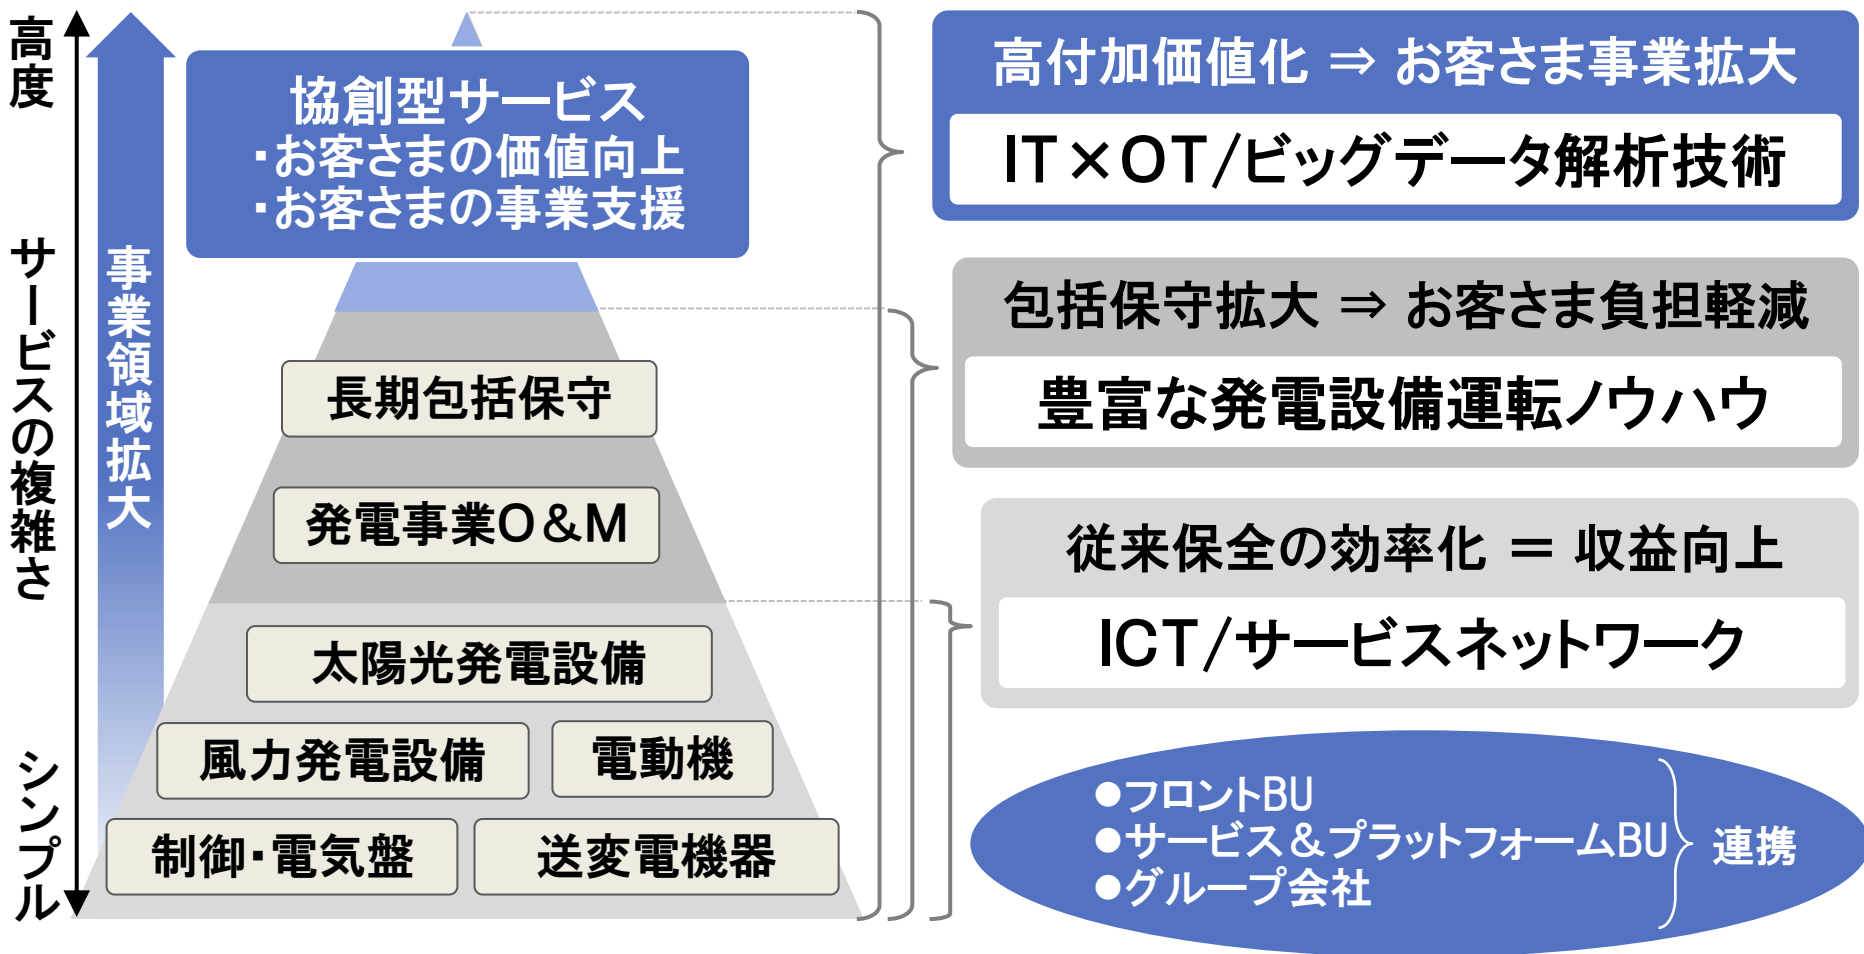 高度
サービスの複雑さ
シンプル
事業領域拡大
協創型サービス
・お客さまの価値向上
・お客さまの事業支援
長期包括保守
発電事業O&M
太陽光発電設備
風力発電設備
電動機
制御・電気盤
送変電機器
高付加価値化 ⇒ お客さま事業拡大
IT×OT/ビッグデータ解析技術
包括保守拡大 ⇒ お客さま負担軽減
豊富な発電設備運転ノウハウ
従来保全の効率化 = 収益向上
ICT/サービスネットワーク
●フロントBU
●サービス&プラットフォームBU
●グループ会社
連携